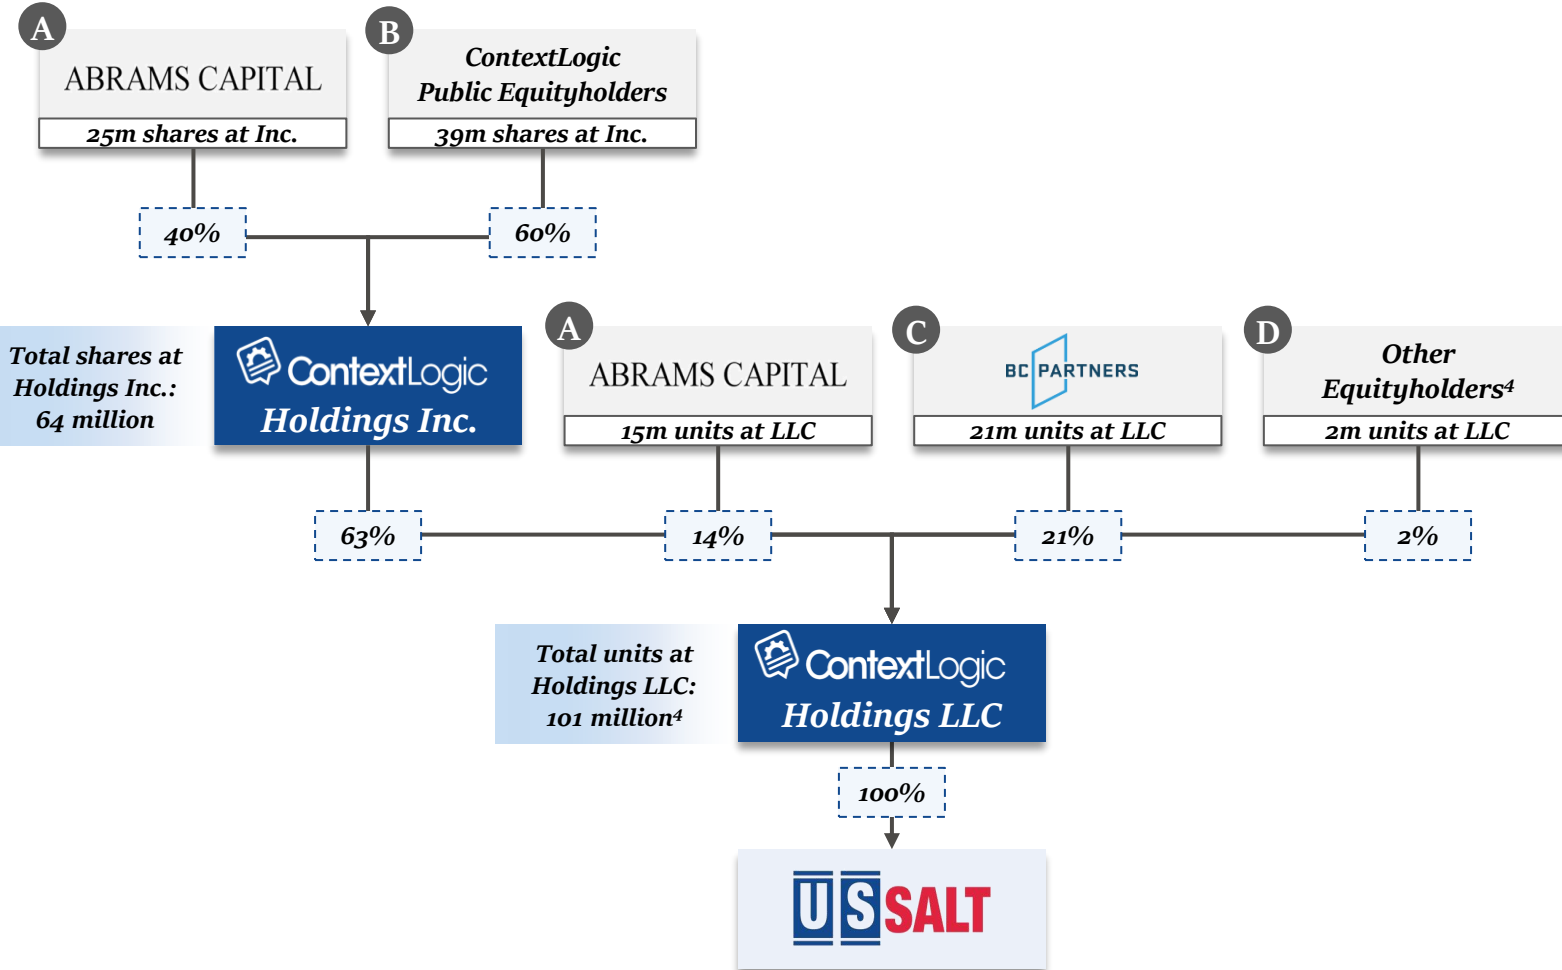 A
ABRAMS CAPITAL
25m shares at Inc.
40%
B
ContextLogic
Public Equityholders
39m shares at Inc.
60%
Total shares at
Holdings Inc.:
64 million
ContextLogic
Holdings Inc.
63%
A
ABRAMS CAPITAL
15m units at LLC
14%
C
BC PARTNERS
21m units at LLC
21%
D
Other
Equityholders⁴
2m units at LLC
2%
Total units at
Holdings LLC:
101 million⁴
ContextLogic
Holdings LLC
100%
US SALT